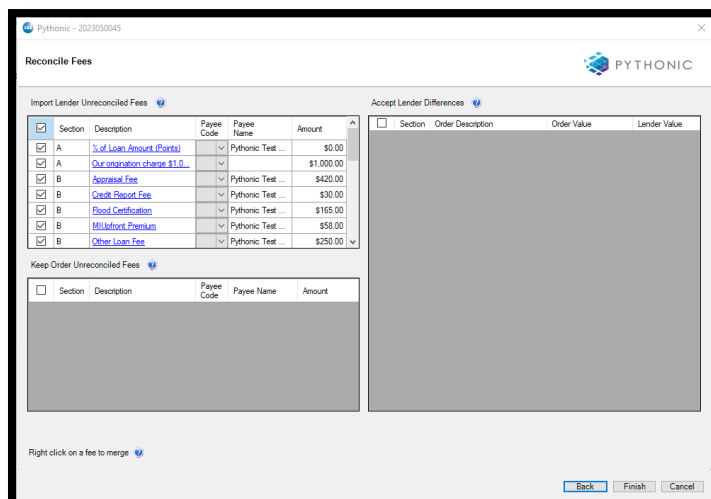 Pythonic - 2023050045
Reconcile Fees
PYTHONIC
Import Lender Unreconciled Fees
Section Description Payee Code Payee Name Amount
A % of Loan Amount (Points) Pythonic Test ... $0.00
A Our origination charge $1,0... $1,000.00
B Appraisal Fee Pythonic Test ... $420.00
B Credit Report Fee Pythonic Test ... $30.00
B Flood Certification Pythonic Test ... $165.00
B MIUpfront Premium Pythonic Test ... $58.00
B Other Loan Fee Pythonic Test ... $250.00
Keep Order Unreconciled Fees
Section Description Payee Code Payee Name Amount
Right click on a fee to merge
Accept Lender Differences
Section Order Description Order Value Lender Value
Back Finish Cancel